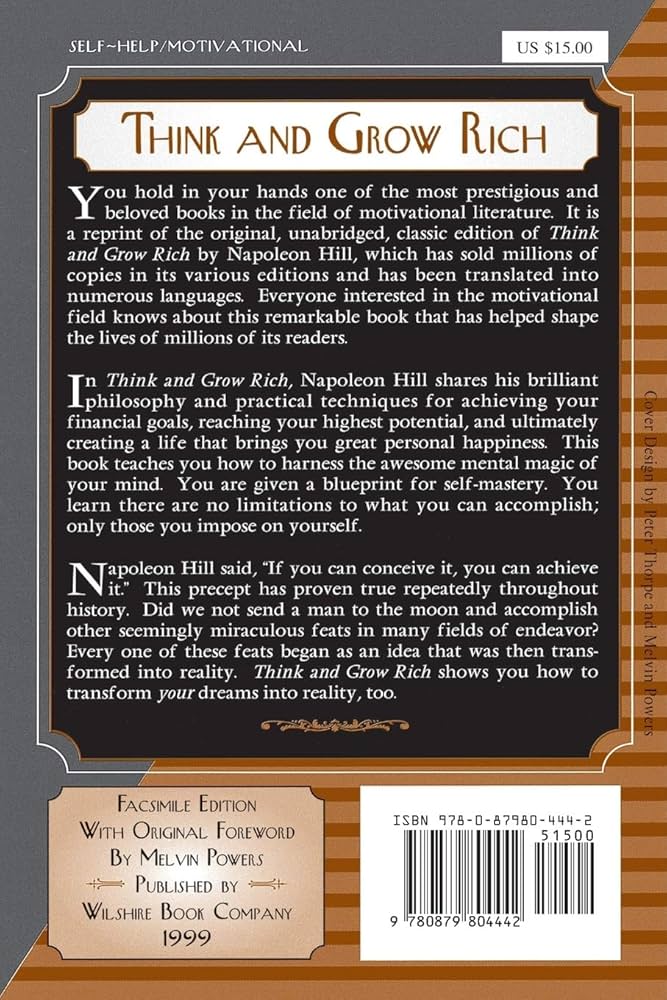 SELF~HELP/MOTIVATIONAL
US $15.00
THINK AND GROW RICH
You hold in your hands one of the most prestigious and
beloved books in the field of motivational literature. It is
a reprint of the original, unabridged, classic edition of Think
and Grow Rich by Napoleon Hill, which has sold millions of
copies in its various editions and has been translated into
numerous languages. Everyone interested in the motivational
field knows about this remarkable book that has helped shape
the lives of millions of its readers.
In Think and Grow Rich, Napoleon Hill shares his brilliant
philosophy and practical techniques for achieving your
financial goals, reaching your highest potential, and ultimately
creating a life that brings you great personal happiness. This
book teaches you how to harness the awesome mental magic of
your mind. You are given a blueprint for self-mastery. You
learn there are no limitations to what you can accomplish;
only those you impose on yourself.
Napoleon Hill said, "If you can conceive it, you can achieve
it." This precept has proven true repeatedly throughout
history. Did we not send a man to the moon and accomplish
other seemingly iniraculous feats in many fields of endeavor?
Every one of these feats began as an idea that was then trans-
formed into reality. Think and Grow Rich shows you how to
transform your dreams into reality, too.
Cover Design by Peter Thorpe and Melvin Powers
FACSIMILE EDITION
WITH ORIGINAL FOREWORD
BY MELVIN POWERS
PUBLISHED BY
WILSHIRE BOOK COMPANY
1999
ISBN 978-0-87980-444-2
51500
9 780879 804442